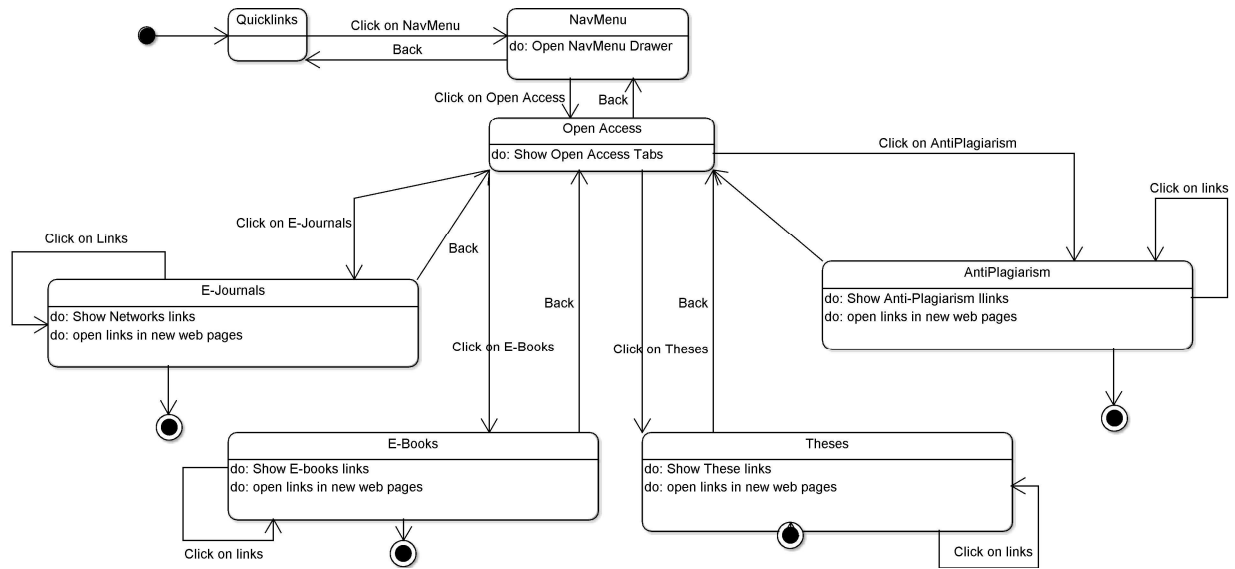 Quicklinks
NavMenu
Click on NavMenu
do: Open NavMenu Drawer
Back
Click on Open Access
Back
Open Access
do: Show Open Access Tabs
Click on AntiPlagiarism
Click on links
Click on E-Journals
Click on Links
Back
E-Journals
do: Show Networks links
do: open links in new web pages
AntiPlagiarism
do: Show Anti-Plagiarism llinks
do: open links in new web pages
Back
Back
Click on E-Books
Click on Theses
E-Books
do: Show E-books links
do: open links in new web pages
Click on links
Theses
do: Show These links
do: open links in new web pages
Click on links